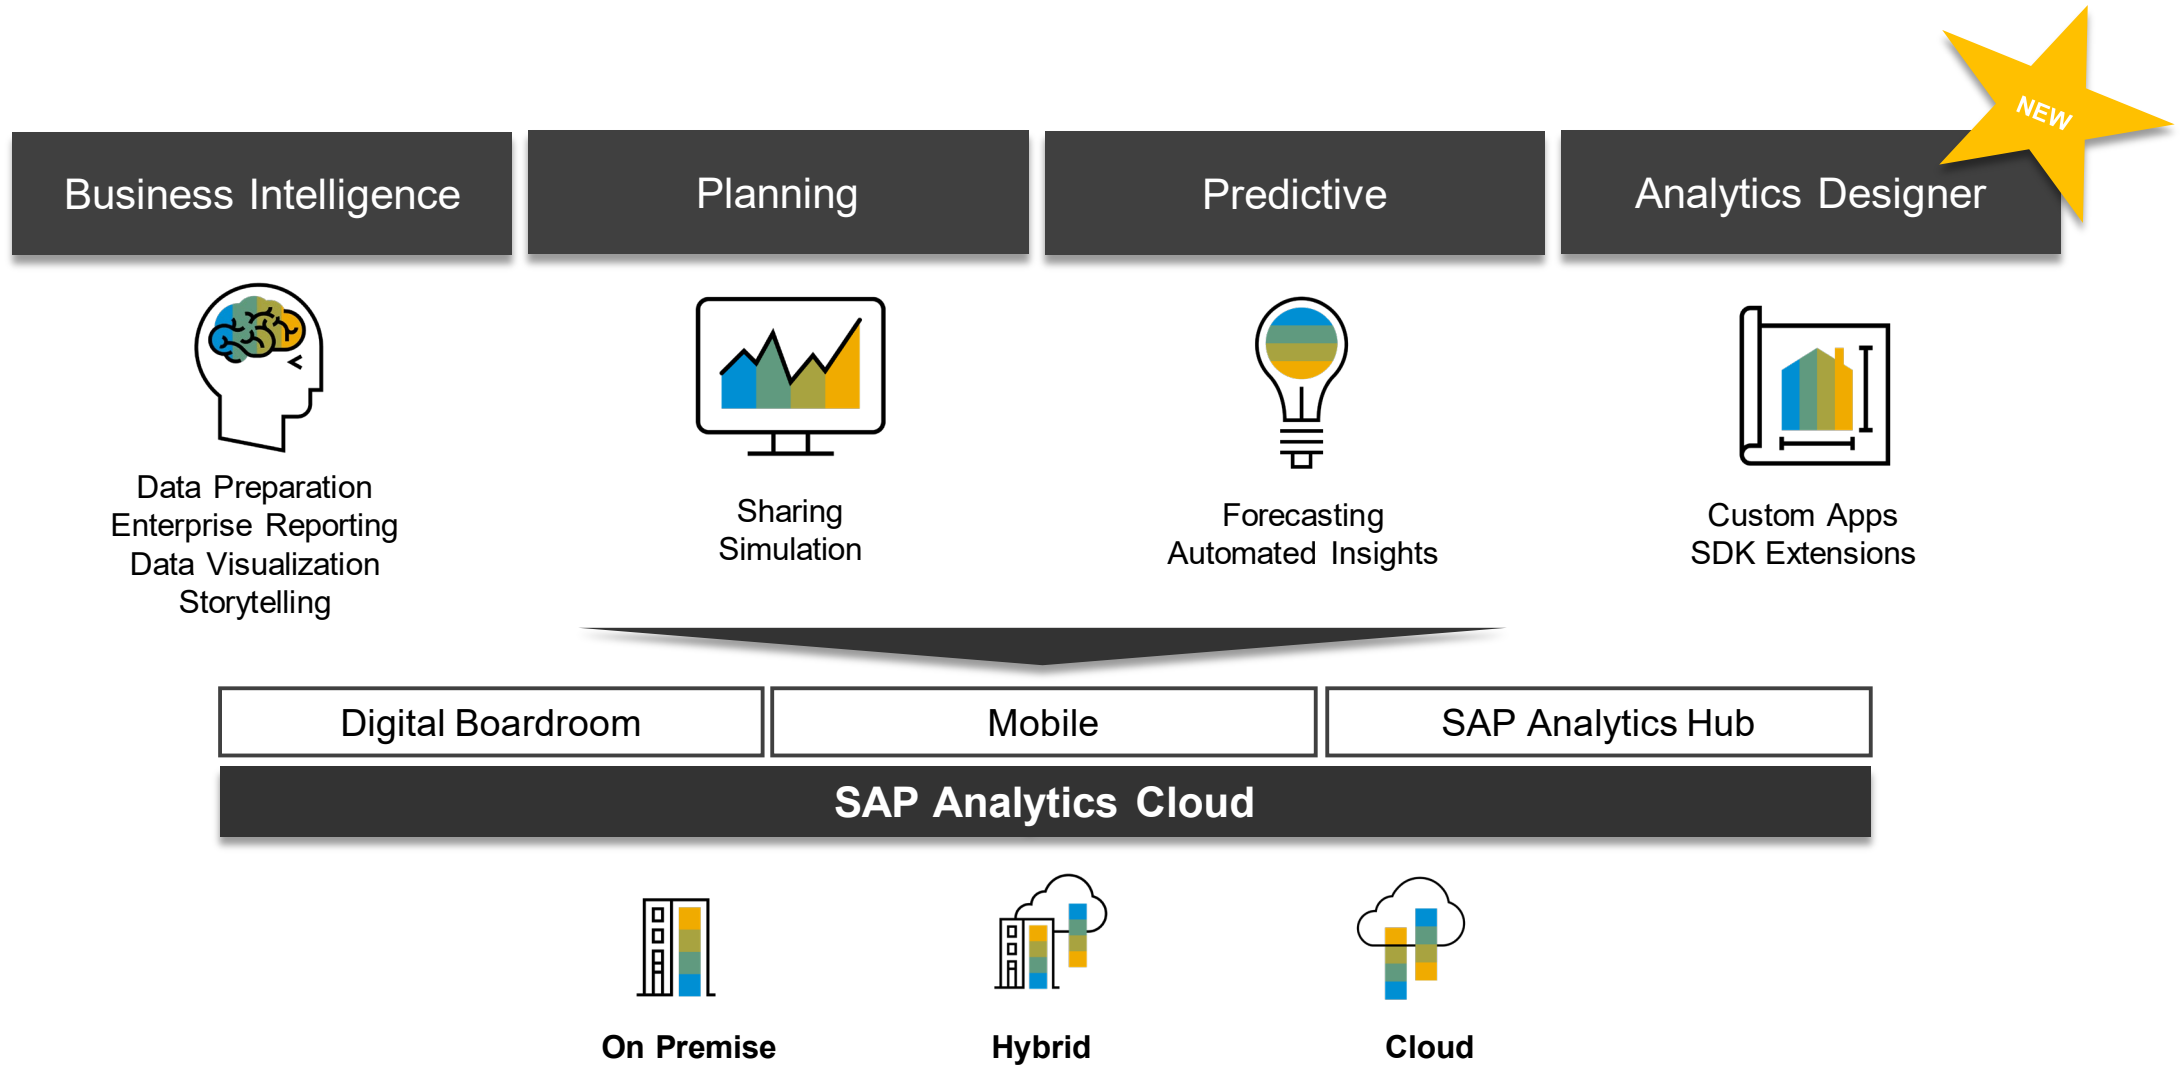 NEW
Business Intelligence
Planning
Predictive
Analytics Designer
Data Preparation
Enterprise Reporting
Data Visualization
Storytelling
Sharing
Simulation
Forecasting
Automated Insights
Custom Apps
SDK Extensions
Digital Boardroom
Mobile
SAP Analytics Hub
SAP Analytics Cloud
On Premise
Hybrid
Cloud